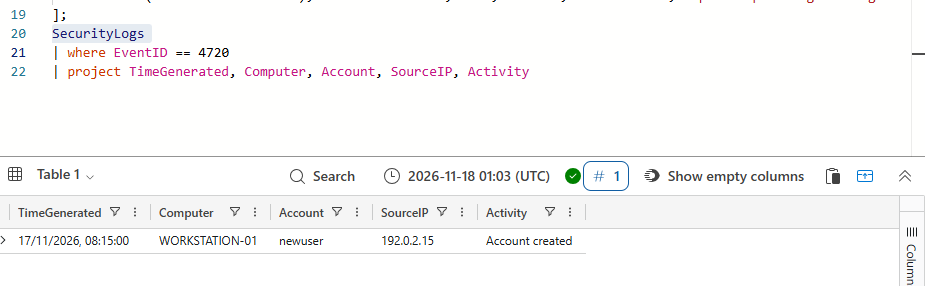 19 ];
20 SecurityLogs
21 | where EventID == 4720
22 | project TimeGenerated, Computer, Account, SourceIP, Activity
Table 1 Search 2026-11-18 01:03 (UTC) # 1 Show empty columns
TimeGenerated Computer Account SourceIP Activity
17/11/2026, 08:15:00 WORKSTATION-01 newuser 192.0.2.15 Account created
Column